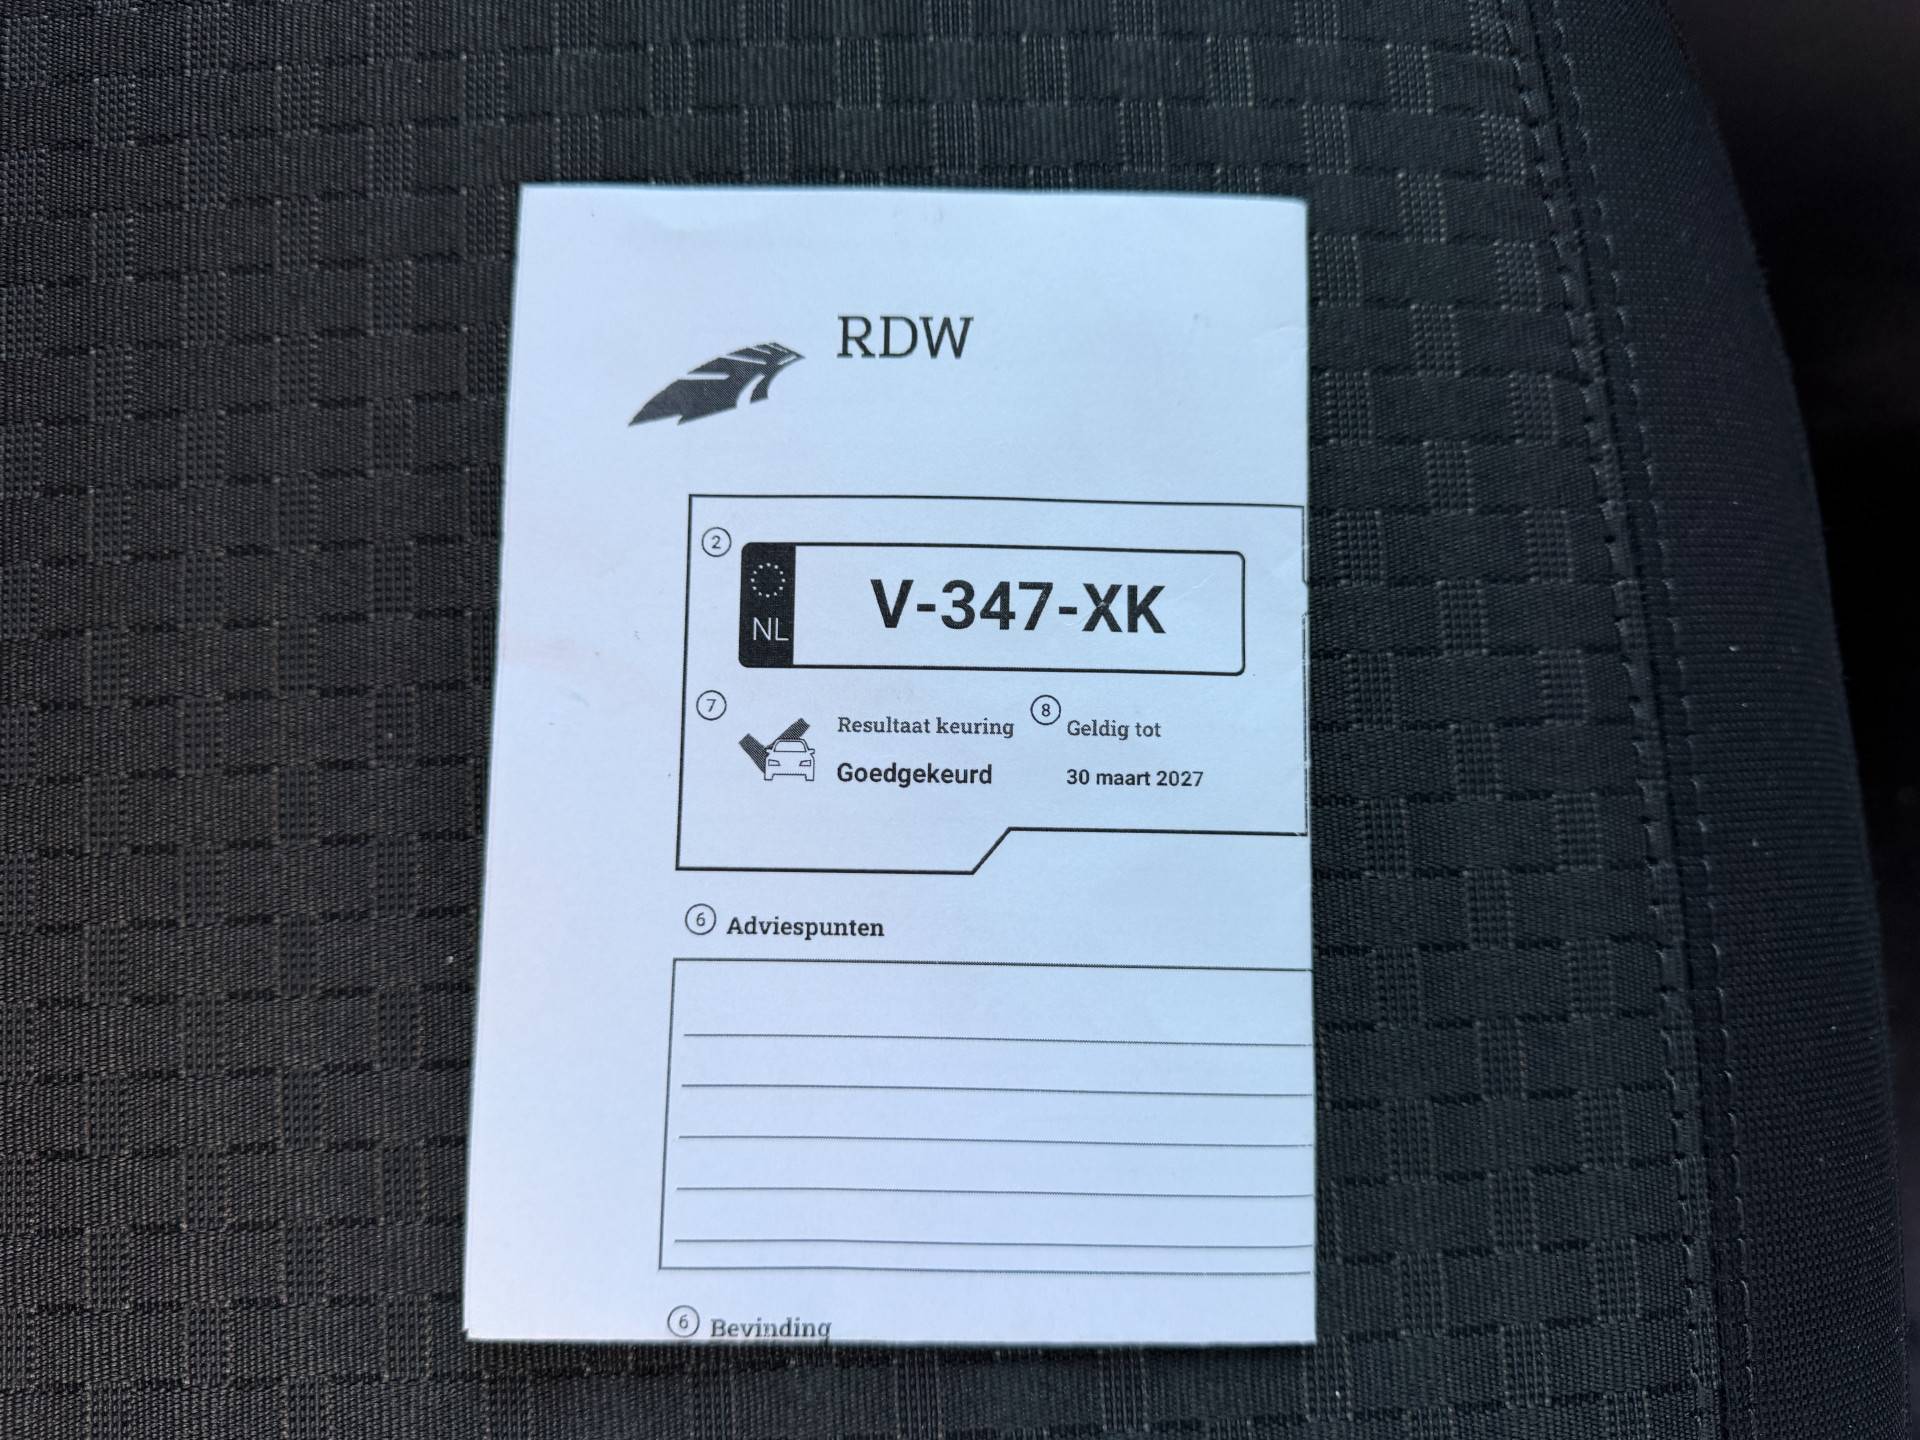 RDW
2
NL
V-347-XK
7
Resultaat keuring
8
Geldig tot
Goedgekeurd
30 maart 2027
6 Adviespunten
6 Bevinding